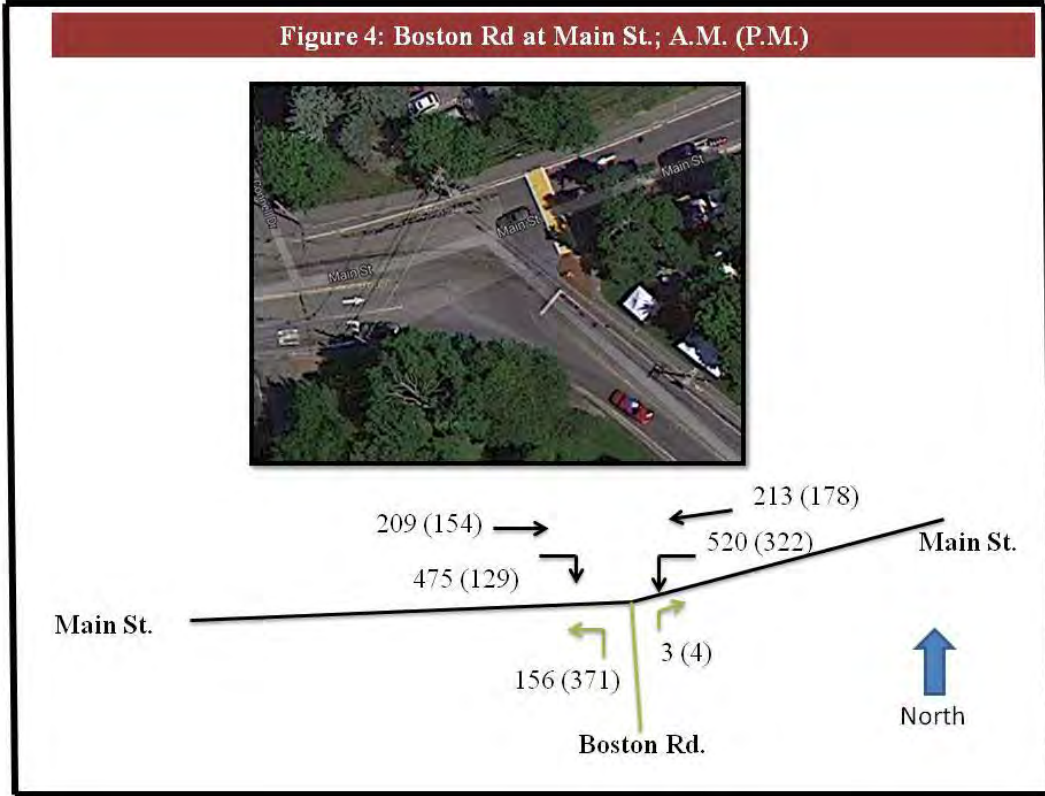 Figure 4: Boston Rd at Main St.; A.M. (P.M.)
Main St
Main St
Main St
213 (178)
209 (154)
520 (322)
Main St.
475 (129)
Main St.
3 (4)
156 (371)
North
Boston Rd.